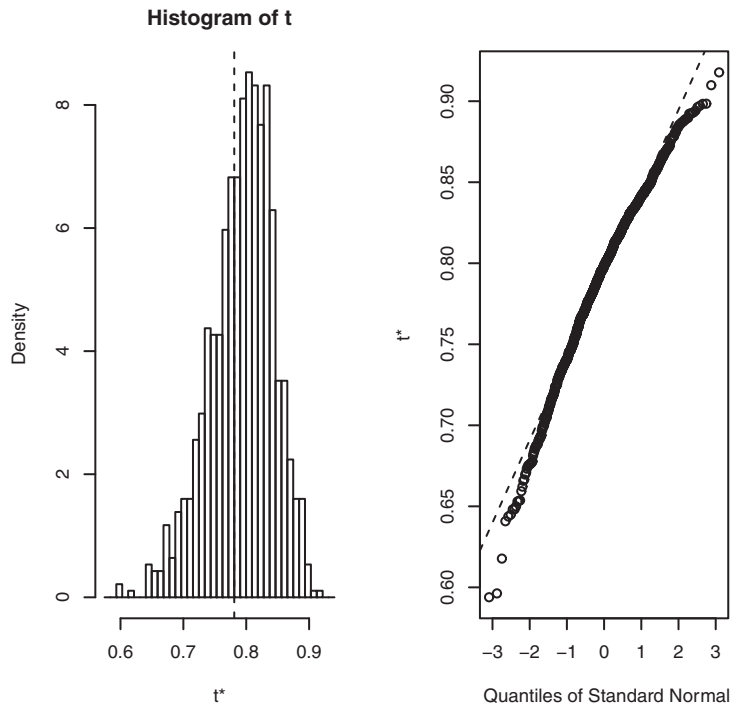 Histogram of t
Density
0
2
4
6
8
0.6 0.7 0.8 0.9
t*
t*
0.60
0.65
0.70
0.75
0.80
0.85
0.90
−3 −2 −1 0 1 2 3
Quantiles of Standard Normal